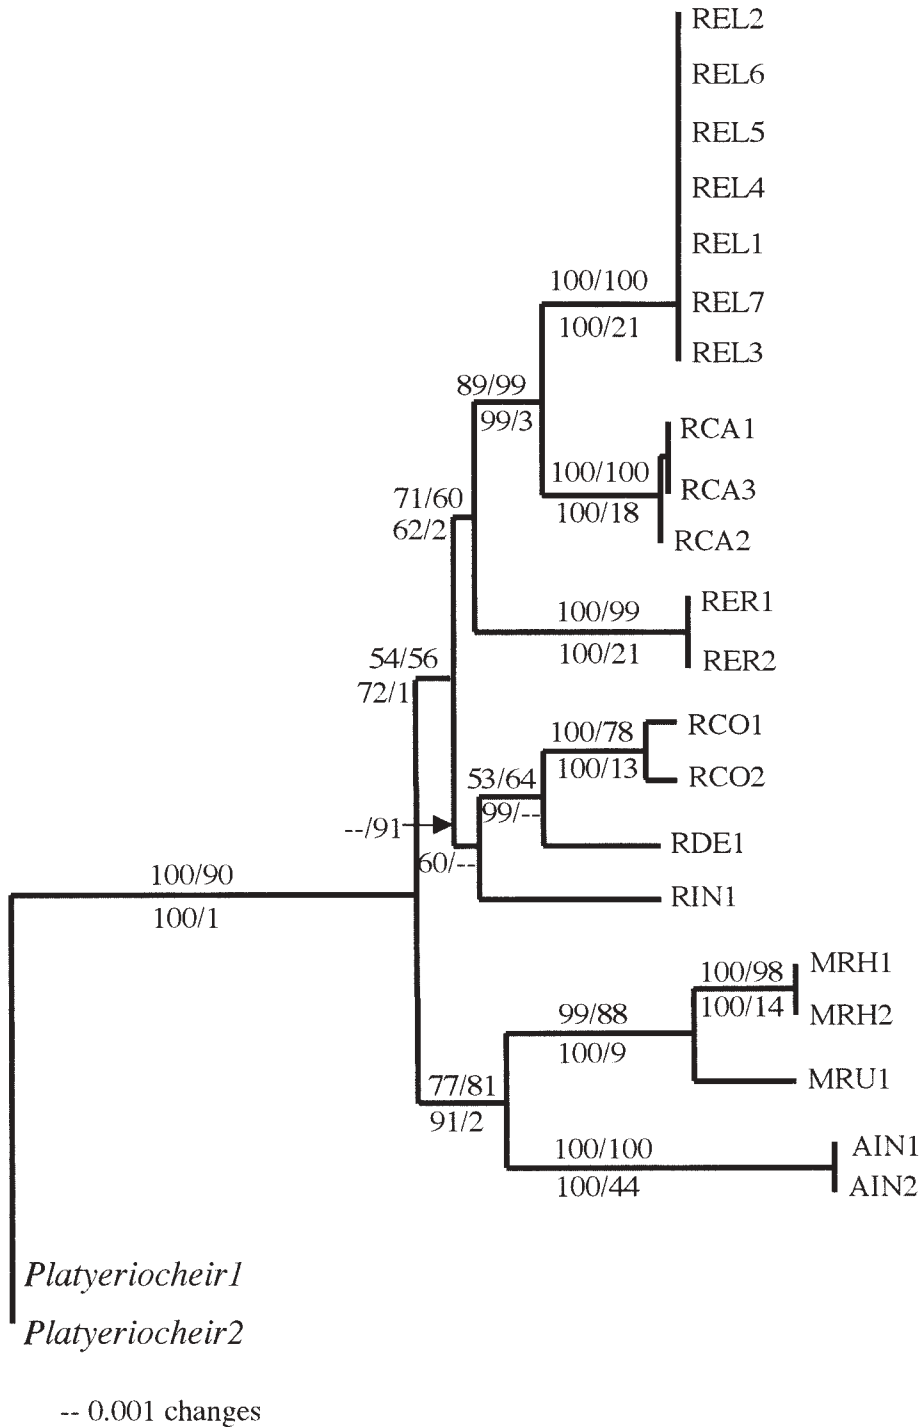 REL2
REL6
REL5
REL4
REL1
100/100
REL7
100/21
REL3
89/99
99/3
RCA1
100/100
RCA3
71/60
100/18
62/2
RCA2
RER1
100/99
100/21
RER2
54/56
72/1
RCO1
100/78
100/13
RCO2
53/64
99/--
--/91
RDE1
60/--
100/90
RIN1
100/1
MRH1
100/98
100/14
MRH2
99/88
100/9
77/81
MRU1
91/2
100/100
AIN1
100/44
AIN2
Platyeriocheir1
Platyeriocheir2
-- 0.001 changes